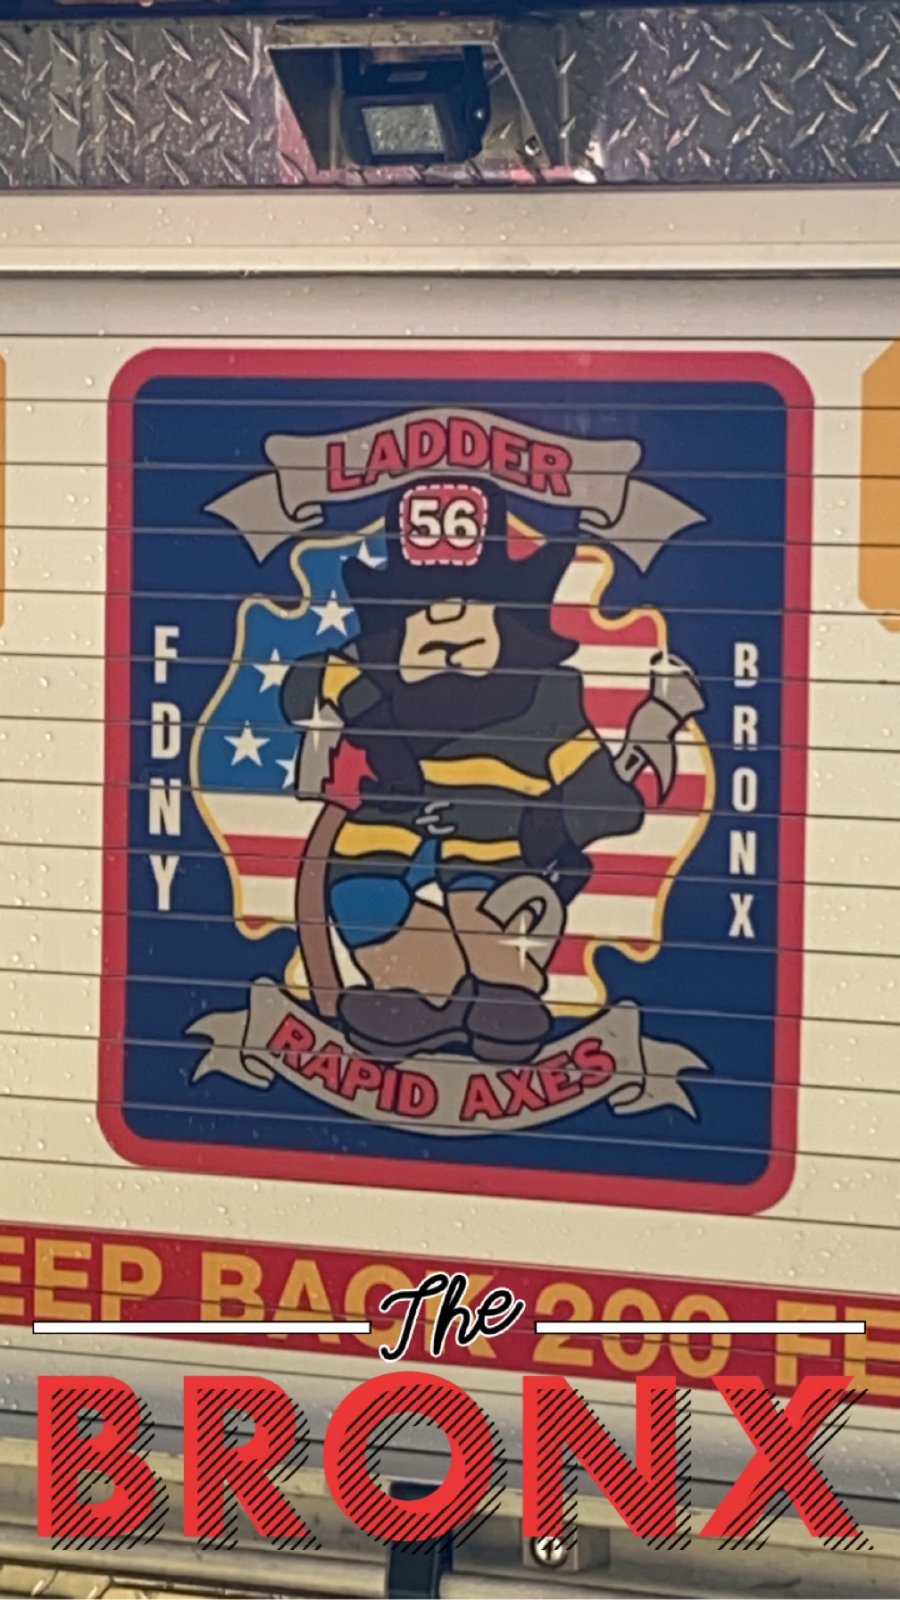 LADDER
56
FDNY
BRONX
RAPID AXES
EEP BACK 200 FE
The
BRONX